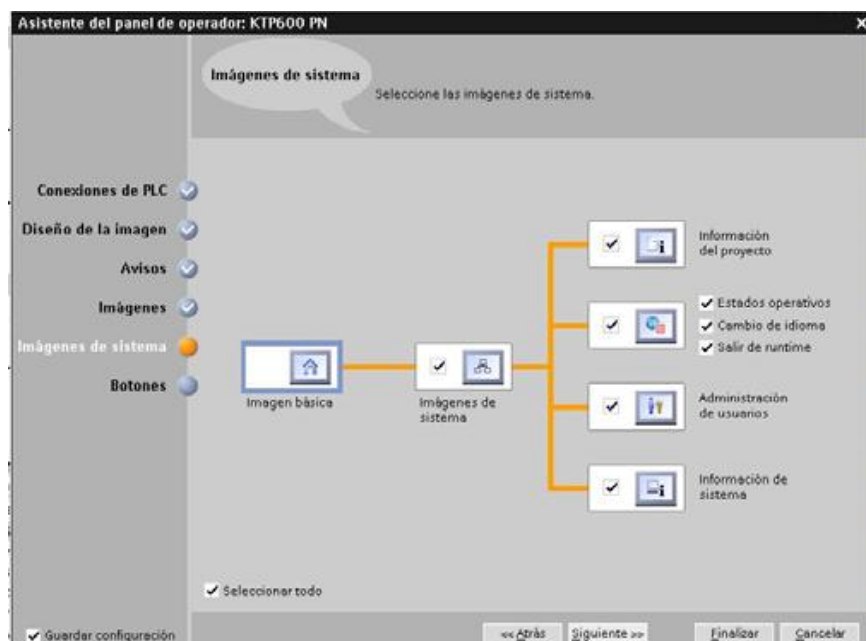 Asistente del panel de operador: KTP600 PN
Imágenes de sistema
Seleccione las imágenes de sistema.
Conexiones de PLC
Diseño de la imagen
Avisos
Imágenes
Imágenes de sistema
Botones
Imagen básica
Imágenes de
sistema
Información
del proyecto
Estados operativos
Cambio de idioma
Salir de runtime
Administración
de usuarios
Información de
sistema
Seleccionar todo
Guardar configuración
<< Atrás
Siguiente >>
Finalizar
Cancelar